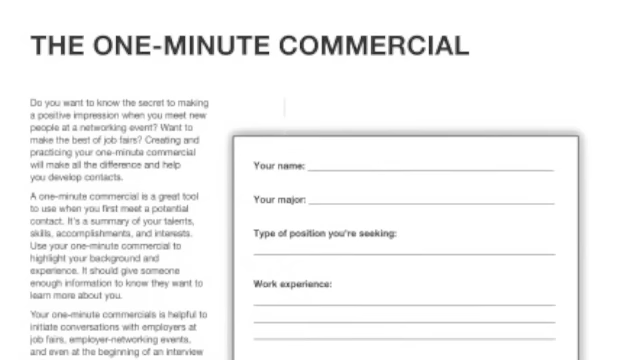 THE ONE-MINUTE COMMERCIAL
Do you want to know the secret to making
a positive impression when you meet new
people at a networking event? Want to
make the best of job fairs? Creating and
practicing your one-minute commercial
will make all the difference and help
you develop contacts.
A one-minute commercial is a great tool
to use when you first meet a potential
contact. It's a summary of your talents,
skills, accomplishments, and interests.
Use your one-minute commercial to
highlight your background and
experience. It should give someone
enough information to know they want to
learn more about you.
Your one-minute commercials is helpful to
initiate conversations with employers at
job fairs, employer-networking events,
and even at the beginning of an interview
Your name:
Your major:
Type of position you're seeking:
Work experience: